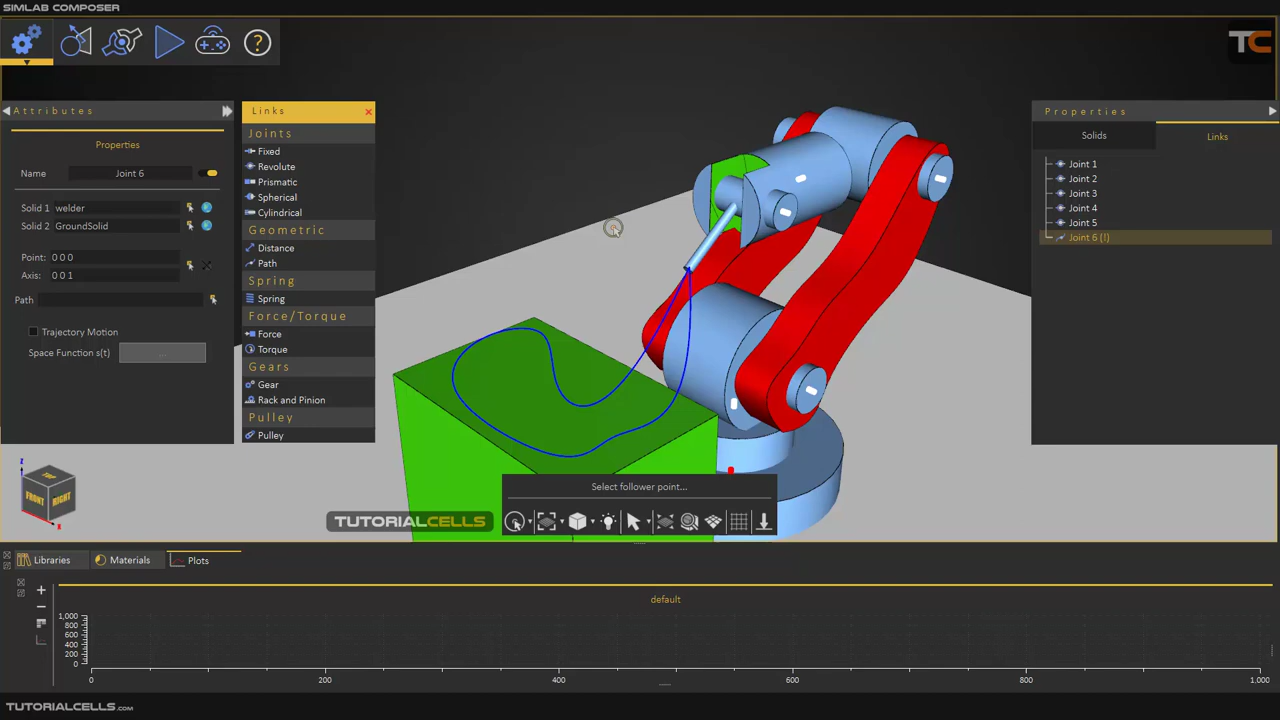 SIMLAB COMPOSER
TC
?
Attributes
Properties
Name Joint 6
Solid 1 welder
Solid 2 GroundSolid
Point: 0 0 0
Axis: 0 0 1
Path
Trajectory Motion
Space Function s(t) ...
Links
Joints
Fixed
Revolute
Prismatic
Spherical
Cylindrical
Geometric
Distance
Path
Spring
Spring
Force/Torque
Force
Torque
Gears
Gear
Rack and Pinion
Pulley
Pulley
Properties
Solids Links
Joint 1
Joint 2
Joint 3
Joint 4
Joint 5
Joint 6 (!)
TOP
FRONT RIGHT
Z
X
Select follower point...
TUTORIALCELLS
Libraries Materials Plots
default
1,000
800
600
400
200
0
0 200 400 600 800 1,000
TUTORIALCELLS.COM